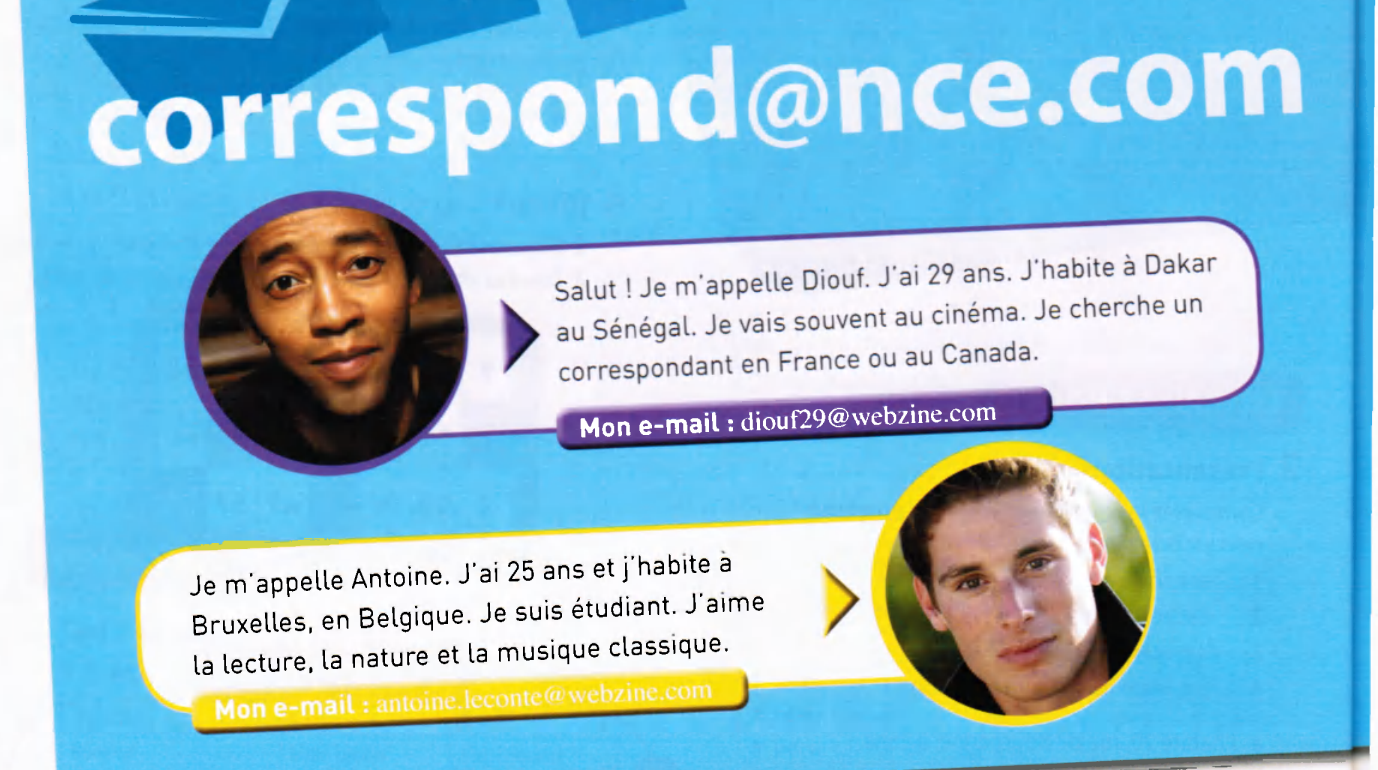 correspond@nce.com
Salut ! Je m'appelle Diouf. J'ai 29 ans. J'habite à Dakar
au Sénégal. Je vais souvent au cinéma. Je cherche un
correspondant en France ou au Canada.
Mon e-mail : diouf29@webzine.com
Je m'appelle Antoine. J'ai 25 ans et j'habite à
Bruxelles, en Belgique. Je suis étudiant. J'aime
la lecture, la nature et la musique classique.
Mon e-mail : antoine.leconte@webzine.com